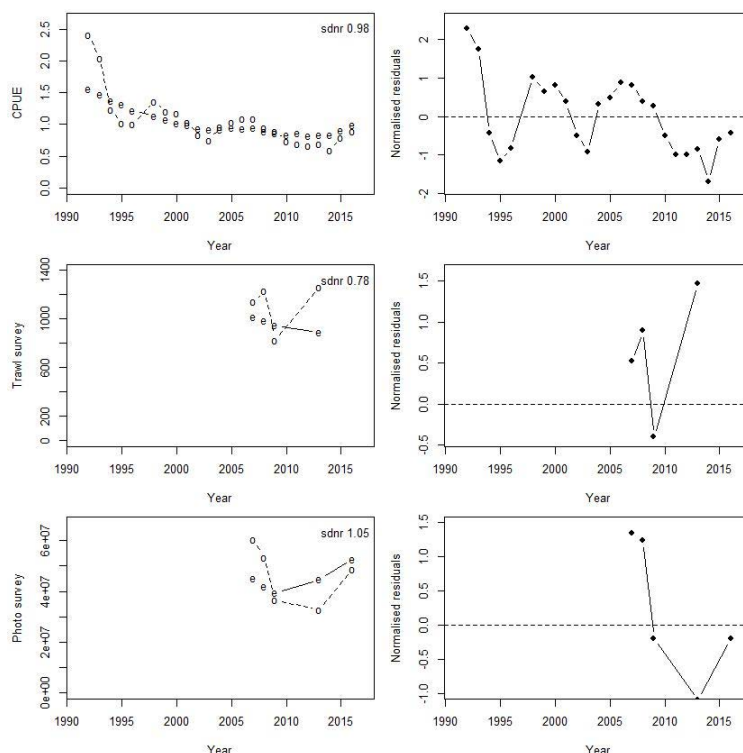 sdnr 0.98
CPUE
0.0 0.5 1.0 1.5 2.0 2.5
1990 1995 2000 2005 2010 2015
Year
Normalised residuals
-2 -1 0 1 2
1990 1995 2000 2005 2010 2015
Year
sdnr 0.78
Trawl survey
0 200 600 1000 1400
1990 1995 2000 2005 2010 2015
Year
Normalised residuals
-0.5 0.0 0.5 1.0 1.5
1990 1995 2000 2005 2010 2015
Year
sdnr 1.05
Photo survey
0e+00 2e+07 4e+07 6e+07
1990 1995 2000 2005 2010 2015
Year
Normalised residuals
-1.0 -0.5 0.0 0.5 1.0 1.5
1990 1995 2000 2005 2010 2015
Year